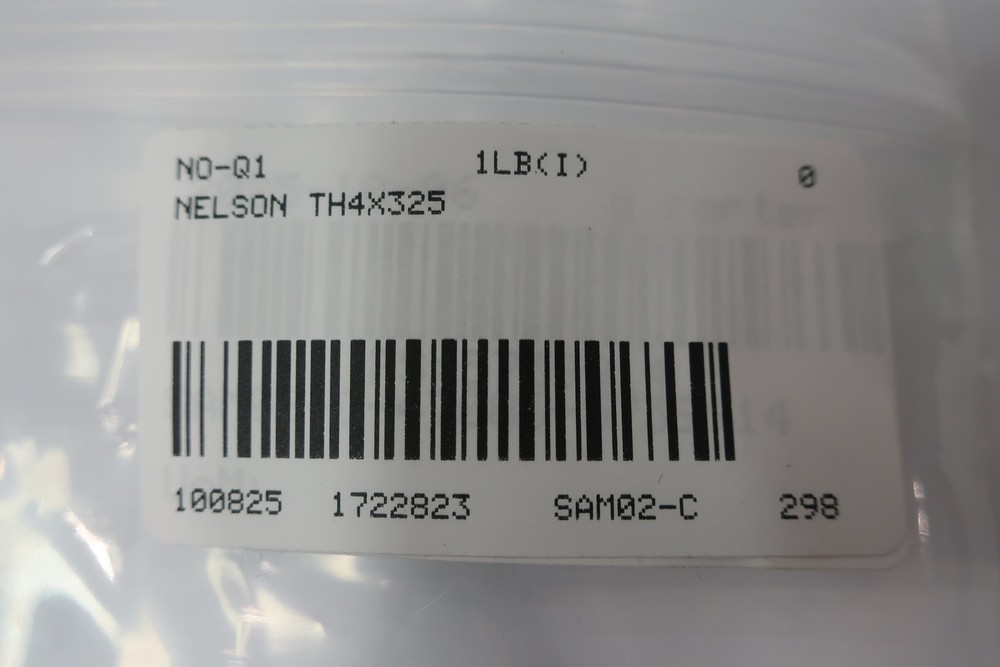 NO-Q1 1LB(I) 0
NELSON TH4X325
100825 1722823 SAM02-C 298